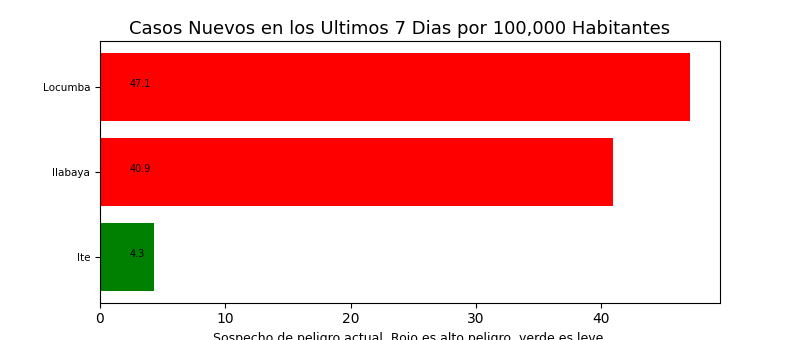 Casos Nuevos en los Ultimos 7 Dias por 100,000 Habitantes
Locumba
47.1
Ilabaya
40.9
Ite
4.3
0 10 20 30 40
Sospecho de peligro actual. Rojo es alto peligro, verde es leve